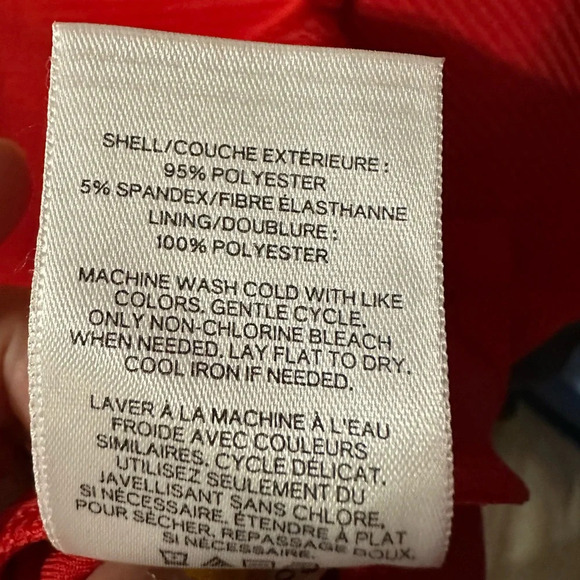 SHELL/COUCHE EXTÉRIEURE :
95% POLYESTER
5% SPANDEX/FIBRE ÉLASTHANNE
LINING/DOUBLURE :
100% POLYESTER
MACHINE WASH COLD WITH LIKE
COLORS. GENTLE CYCLE.
ONLY NON-CHLORINE BLEACH
WHEN NEEDED. LAY FLAT TO DRY.
COOL IRON IF NEEDED.
LAVER À LA MACHINE À L'EAU
FROIDE AVEC COULEURS
SIMILAIRES. CYCLE DÉLICAT.
UTILISEZ SEULEMENT DU
JAVELLISANT SANS CHLORE,
SI NÉCESSAIRE. ÉTENDRE À PLAT
POUR SÉCHER. REPASSAGE DOUX,
SI NÉCESSAIRE.